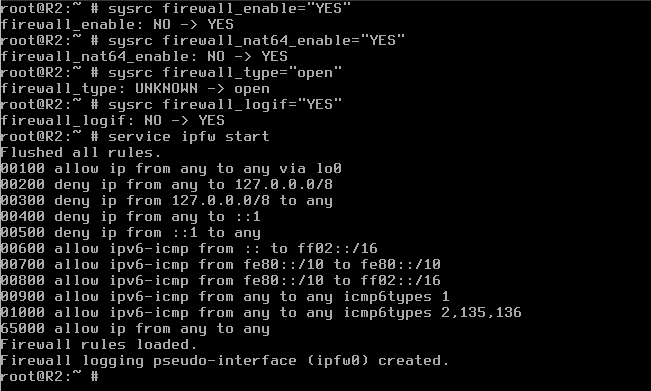 root@R2:~ # sysrc firewall_enable="YES"
firewall_enable: NO -> YES
root@R2:~ # sysrc firewall_nat64_enable="YES"
firewall_nat64_enable: NO -> YES
root@R2:~ # sysrc firewall_type="open"
firewall_type: UNKNOWN -> open
root@R2:~ # sysrc firewall_logif="YES"
firewall_logif: NO -> YES
root@R2:~ # service ipfw start
Flushed all rules.
00100 allow ip from any to any via lo0
00200 deny ip from any to 127.0.0.0/8
00300 deny ip from 127.0.0.0/8 to any
00400 deny ip from any to ::1
00500 deny ip from ::1 to any
00600 allow ipv6-icmp from :: to ff02::/16
00700 allow ipv6-icmp from fe80::/10 to fe80::/10
00800 allow ipv6-icmp from fe80::/10 to ff02::/16
00900 allow ipv6-icmp from any to any icmp6types 1
01000 allow ipv6-icmp from any to any icmp6types 2,135,136
65000 allow ip from any to any
Firewall rules loaded.
Firewall logging pseudo-interface (ipfw0) created.
root@R2:~ #